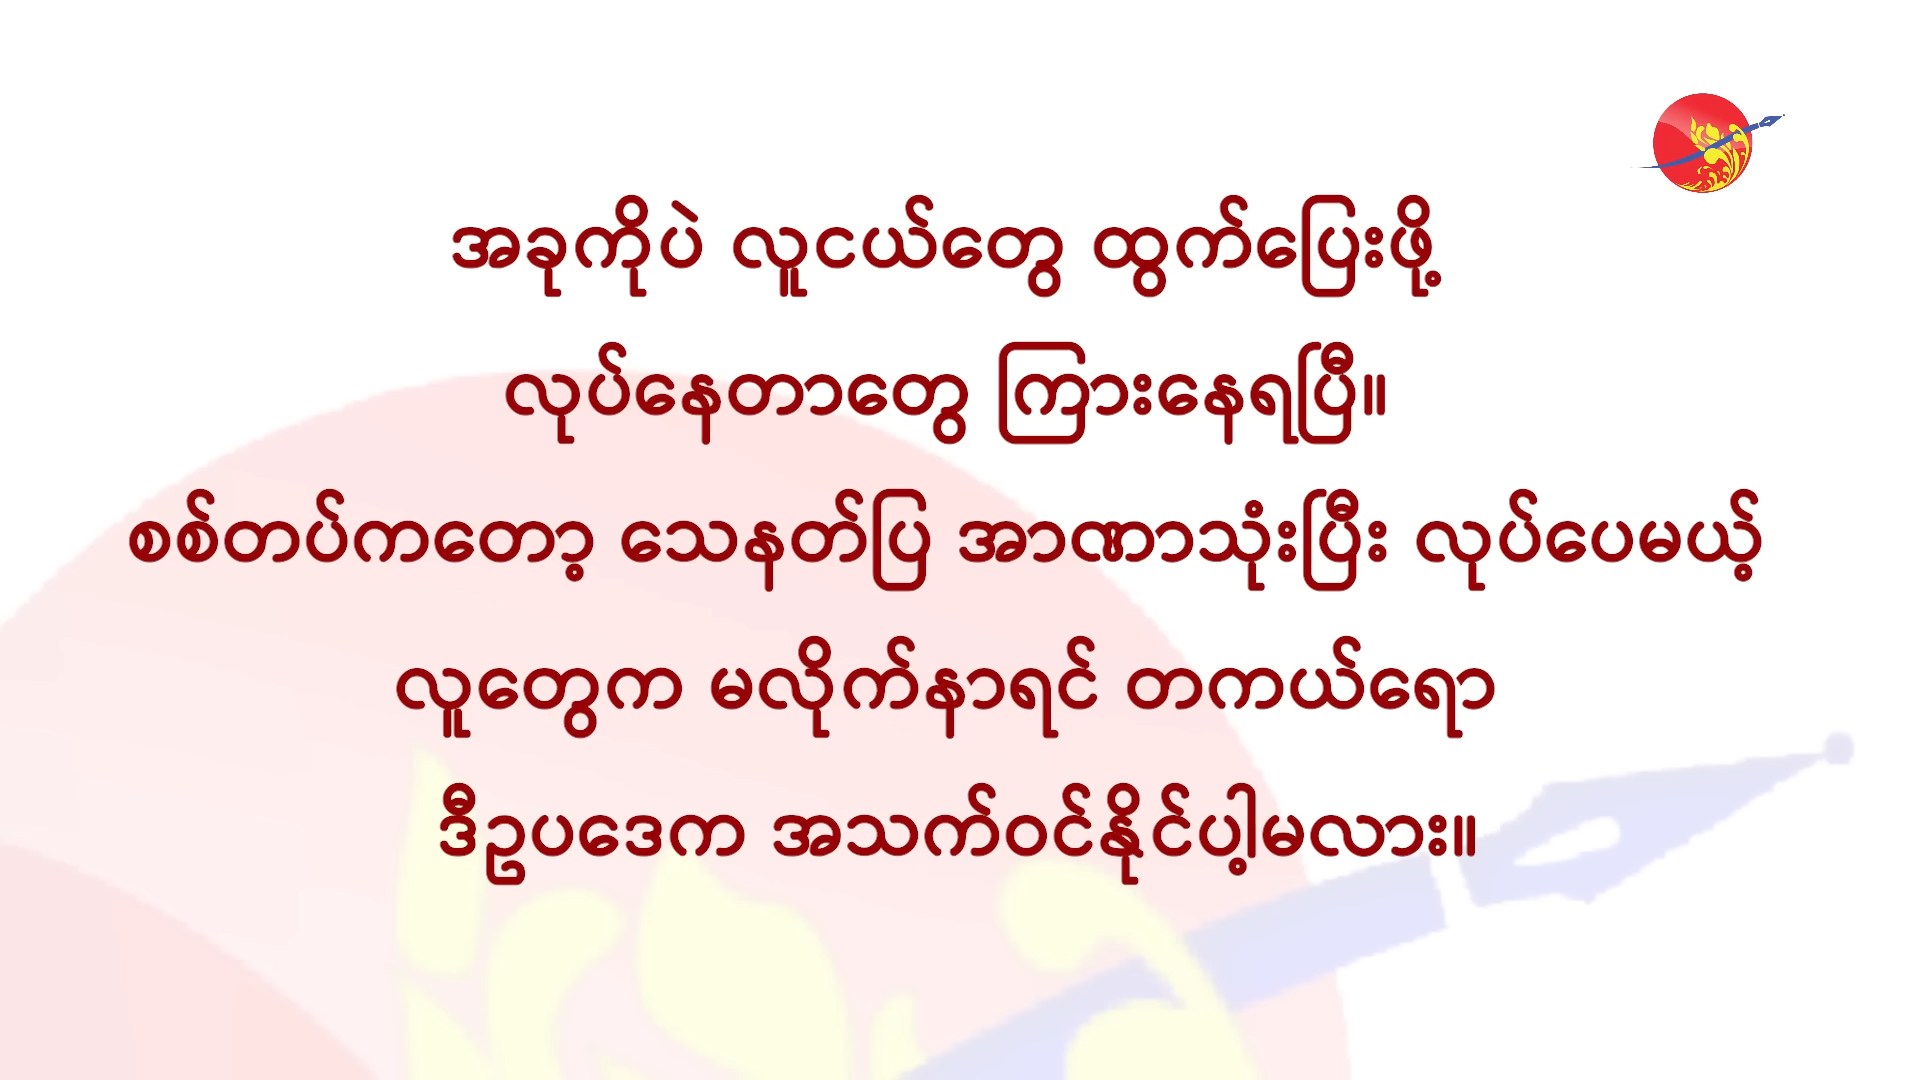 အခုကိုပဲ လူငယ်တွေ ထွက်ပြေးဖို့
လုပ်နေတာတွေ ကြားနေရပြီ။
စစ်တပ်ကတော့ သေနတ်ပြ အာဏာသုံးပြီး လုပ်ပေမယ့်
လူတွေက မလိုက်နာရင် တကယ်ရော
ဒီဥပဒေက အသက်ဝင်နိုင်ပါ့မလား။